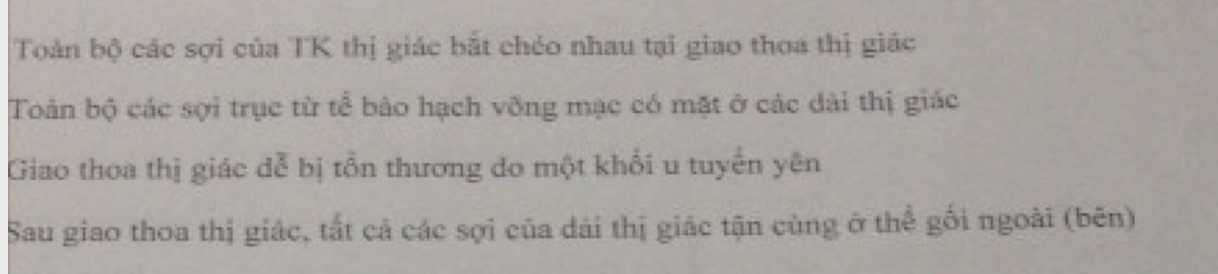 Toàn bộ các sợi của TK thị giác bắt chéo nhau tại giao thoa thị giác
Toàn bộ các sợi trục từ tế bào hạch võng mạc có mặt ở các dải thị giác
Giao thoa thị giác dễ bị tổn thương do một khối u tuyến yên
Sau giao thoa thị giác, tất cả các sợi của dải thị giác tận cùng ở thể gối ngoài (bên)